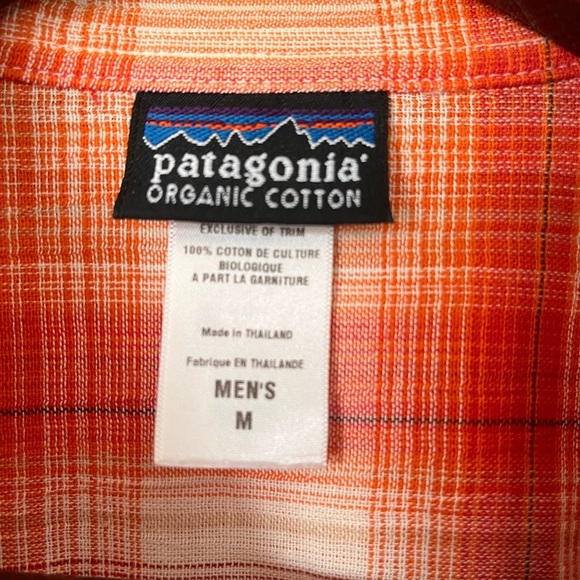 patagonia®
ORGANIC COTTON
EXCLUSIVE OF TRIM
100% COTON DE CULTURE
BIOLOGIQUE
A PART LA GARNITURE
Made in THAILAND
Fabrique EN THAILANDE
MEN'S
M